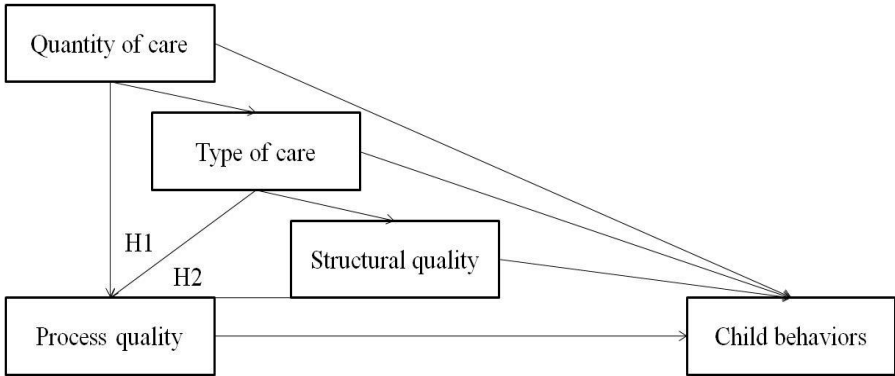 Quantity of care
Type of care
H1
Structural quality
H2
Process quality
Child behaviors